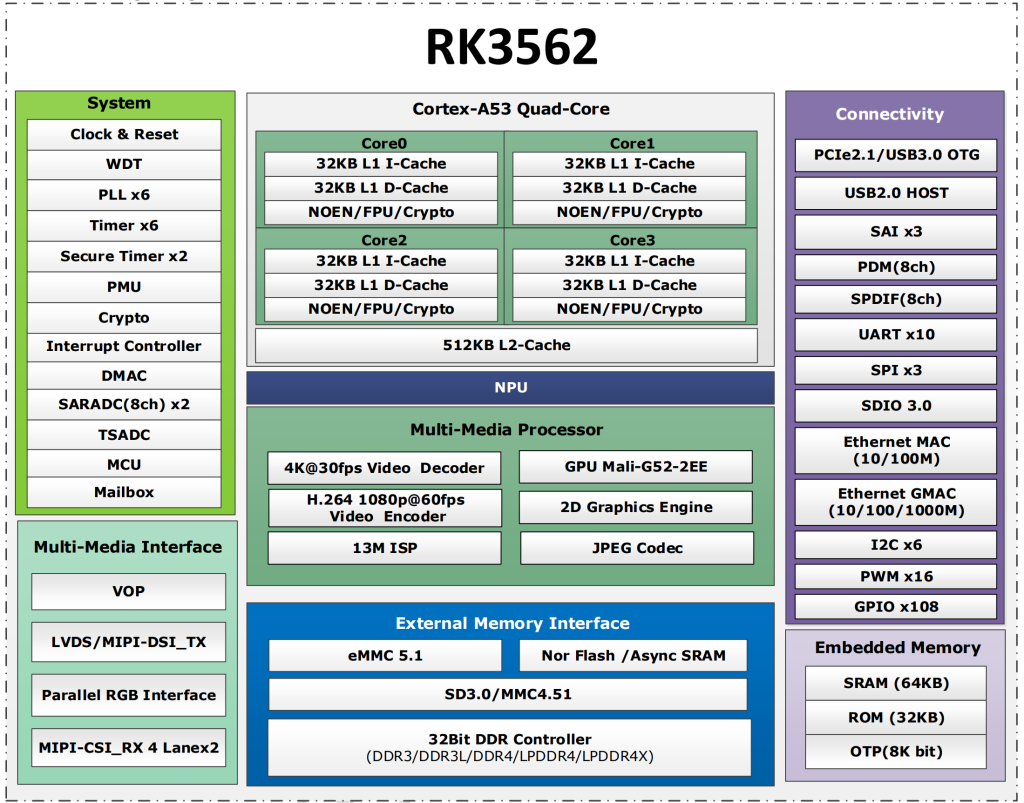 RK3562
System
Clock & Reset
WDT
PLL x6
Timer x6
Secure Timer x2
PMU
Crypto
Interrupt Controller
DMAC
SARADC(8ch) x2
TSADC
MCU
Mailbox
Multi-Media Interface
VOP
LVDS/MIPI-DSI_TX
Parallel RGB Interface
MIPI-CSI_RX 4 Lanex2
Cortex-A53 Quad-Core
Core0
32KB L1 I-Cache
32KB L1 D-Cache
NOEN/FPU/Crypto
Core1
32KB L1 I-Cache
32KB L1 D-Cache
NOEN/FPU/Crypto
Core2
32KB L1 I-Cache
32KB L1 D-Cache
NOEN/FPU/Crypto
Core3
32KB L1 I-Cache
32KB L1 D-Cache
NOEN/FPU/Crypto
512KB L2-Cache
NPU
Multi-Media Processor
4K@30fps Video Decoder
H.264 1080p@60fps
Video Encoder
13M ISP
GPU Mali-G52-2EE
2D Graphics Engine
JPEG Codec
External Memory Interface
eMMC 5.1
Nor Flash /Async SRAM
SD3.0/MMC4.51
32Bit DDR Controller
(DDR3/DDR3L/DDR4/LPDDR4/LPDDR4X)
Connectivity
PCIe2.1/USB3.0 OTG
USB2.0 HOST
SAI x3
PDM(8ch)
SPDIF(8ch)
UART x10
SPI x3
SDIO 3.0
Ethernet MAC
(10/100M)
Ethernet GMAC
(10/100/1000M)
I2C x6
PWM x16
GPIO x108
Embedded Memory
SRAM (64KB)
ROM (32KB)
OTP(8K bit)